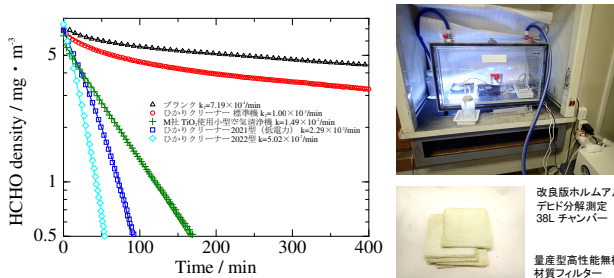 HCHO density / mg・m⁻³
5
1
0.5
△ ブランク k₂=7.19×10⁻⁴/min
○ ひかりクリーナー 標準機 k₂=1.00×10⁻³/min
+ M社 TiO₂使用小型空気清浄機 k=1.49×10⁻²/min
□ ひかりクリーナー2021型（低電力） k=2.29×10⁻²/min
◇ ひかりクリーナー2022型 k=5.02×10⁻²/min
0 100 200 300 400
Time / min
改良版ホルムアル
デヒド分解測定
38L チャンバー
量産型高性能無
材質フィルター